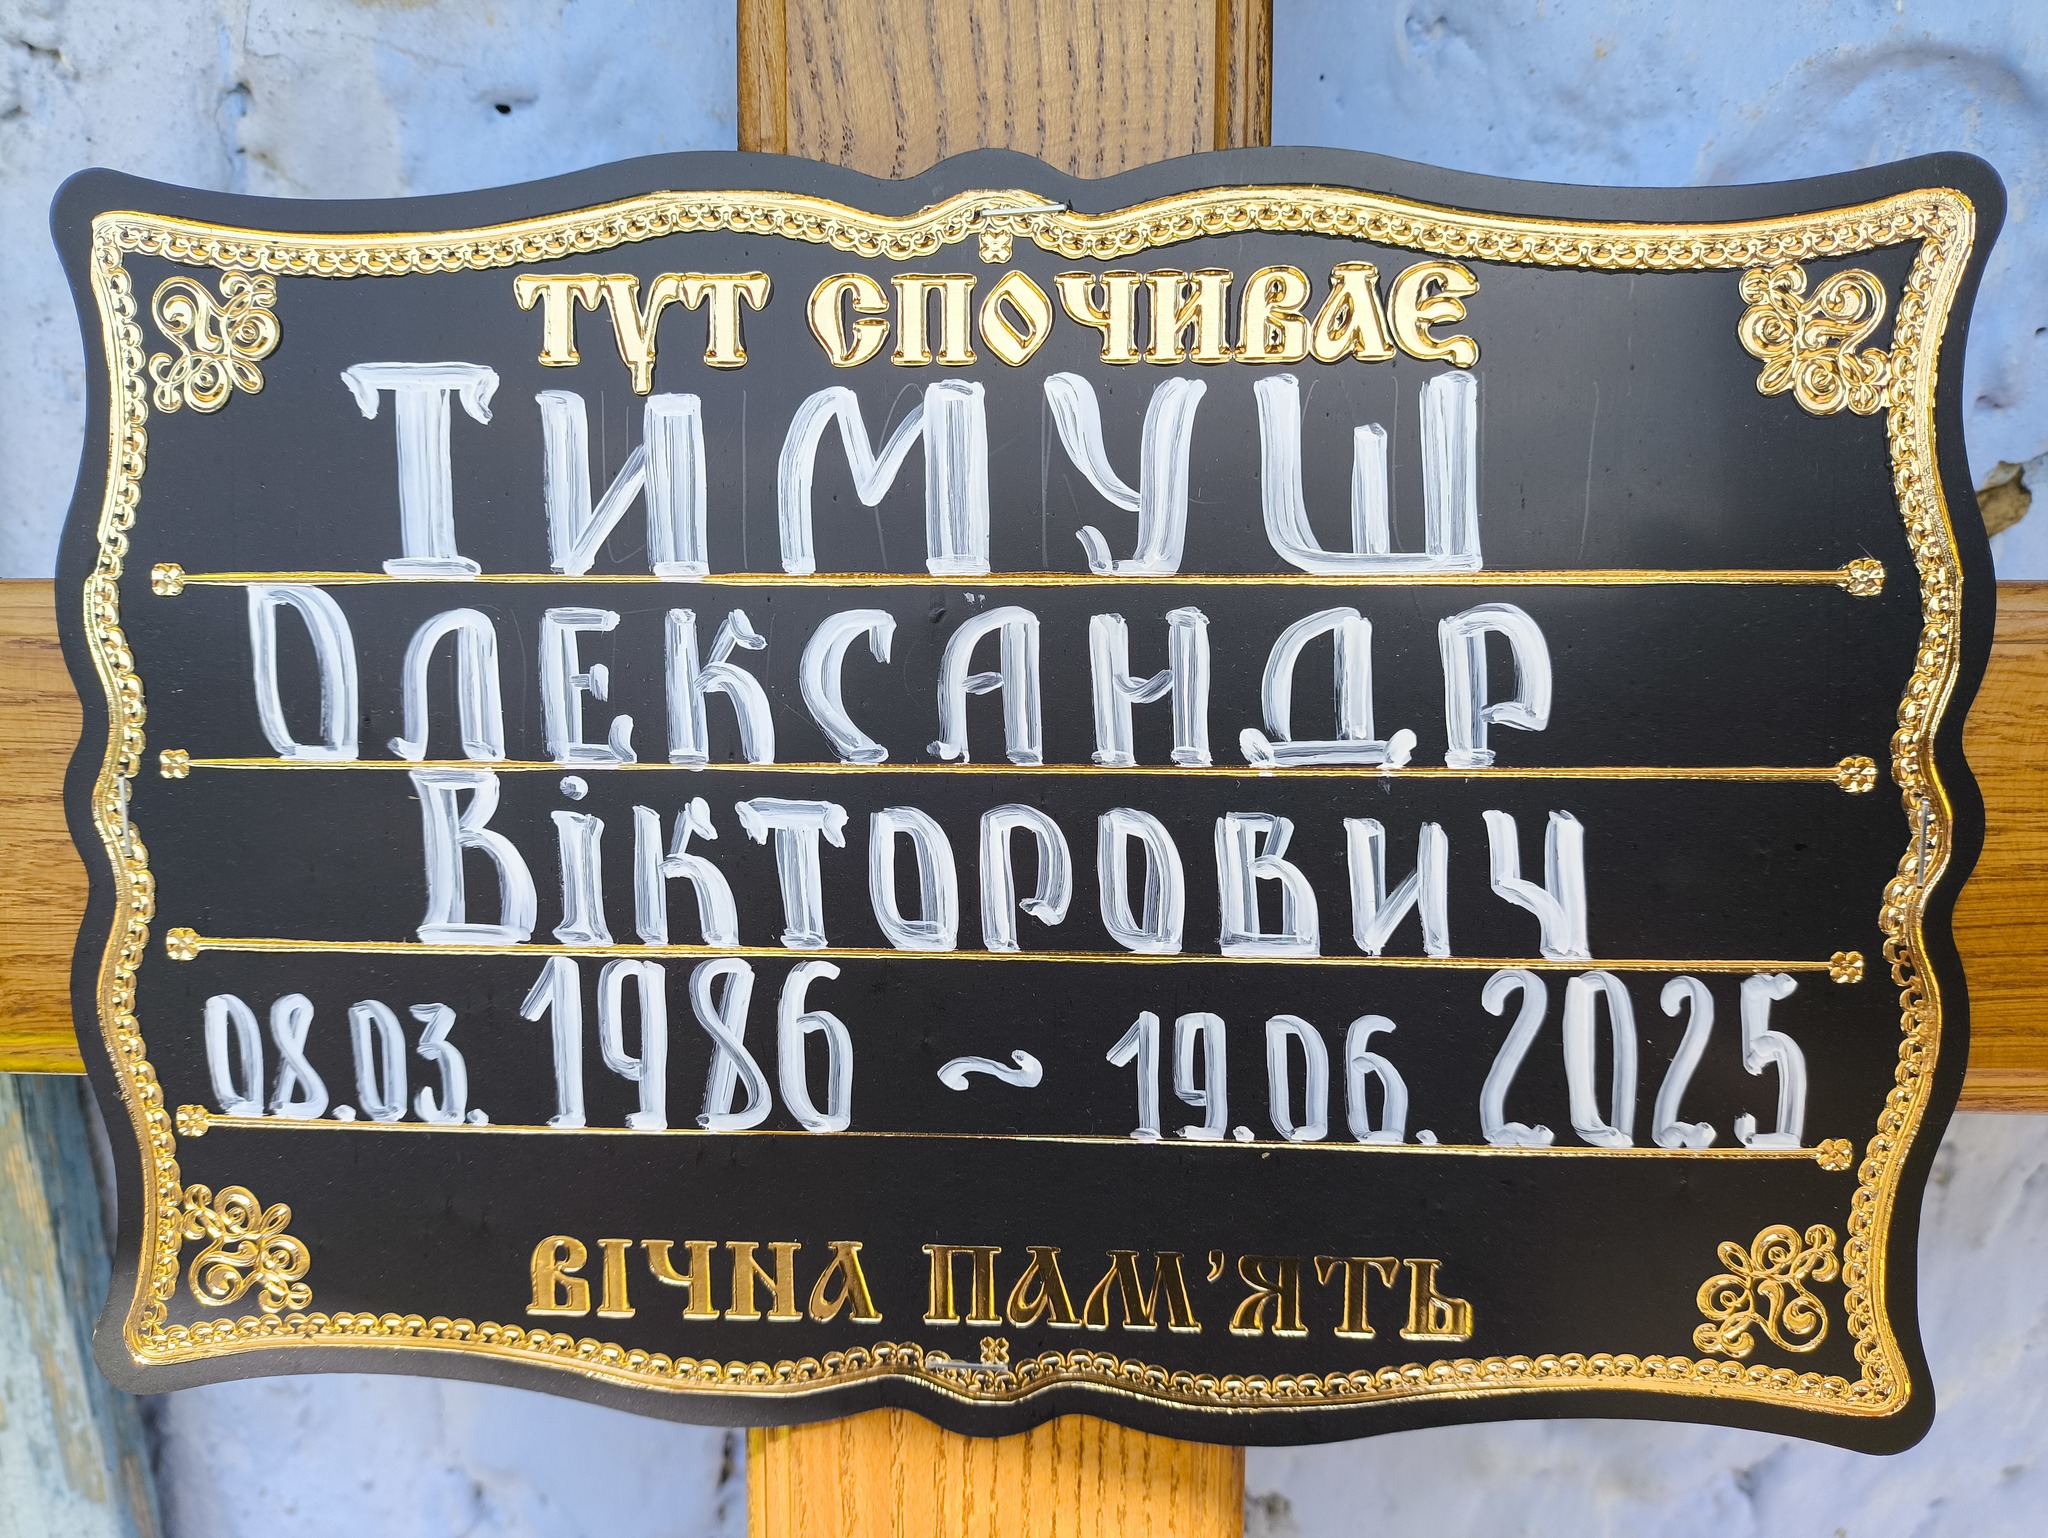 ТУТ СПОЧИВАЄ
ТИМУШ
ОЛЕКСАНДР
ВІКТОРОВИЧ
08.03.1986 ~ 19.06.2025
ВІЧНА ПАМ’ЯТЬ